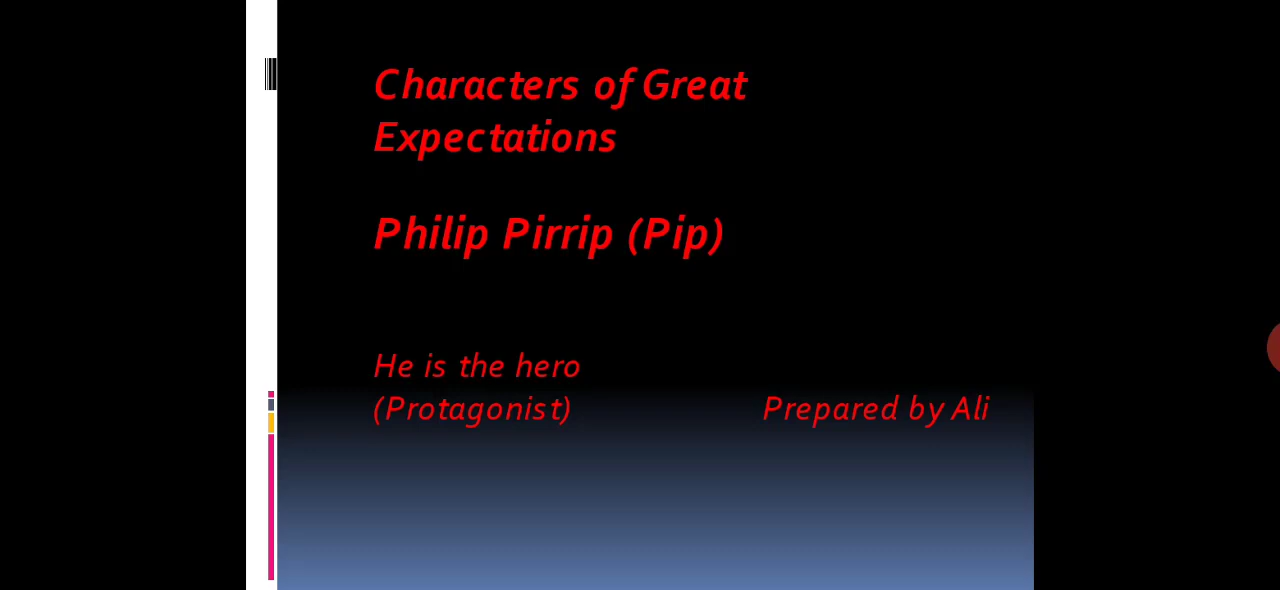 Characters of Great
Expectations
Philip Pirrip (Pip)
He is the hero
(Protagonist)
Prepared by Ali